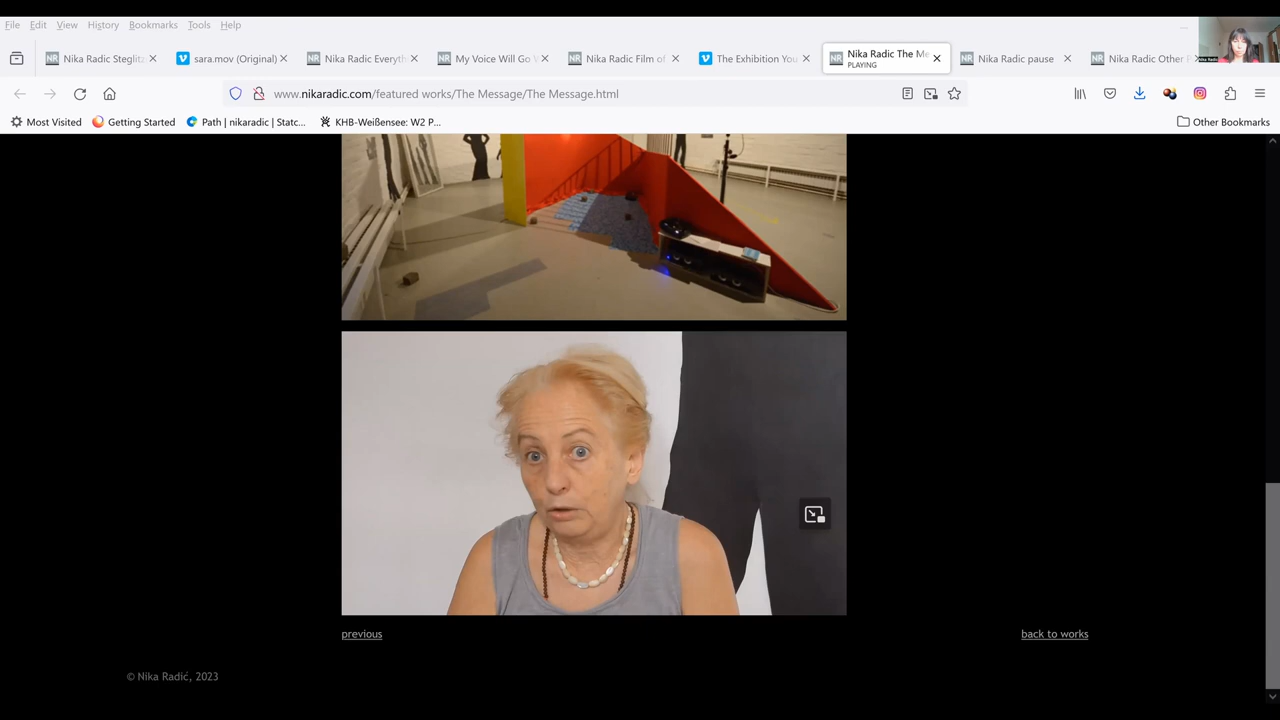 File Edit View History Bookmarks Tools Help
Nika Radic Steglitz
sara.mov (Original)
Nika Radic Everyth
My Voice Will Go W
Nika Radic Film of
The Exhibition You
Nika Radic The Me
PLAYING
Nika Radic pause
Nika Radic Other P
www.nikaradic.com/featured works/The Message/The Message.html
Most Visited Getting Started Path | nikaradic | Statc... KHB-Weißensee: W2 P... Other Bookmarks
previous back to works
© Nika Radić, 2023